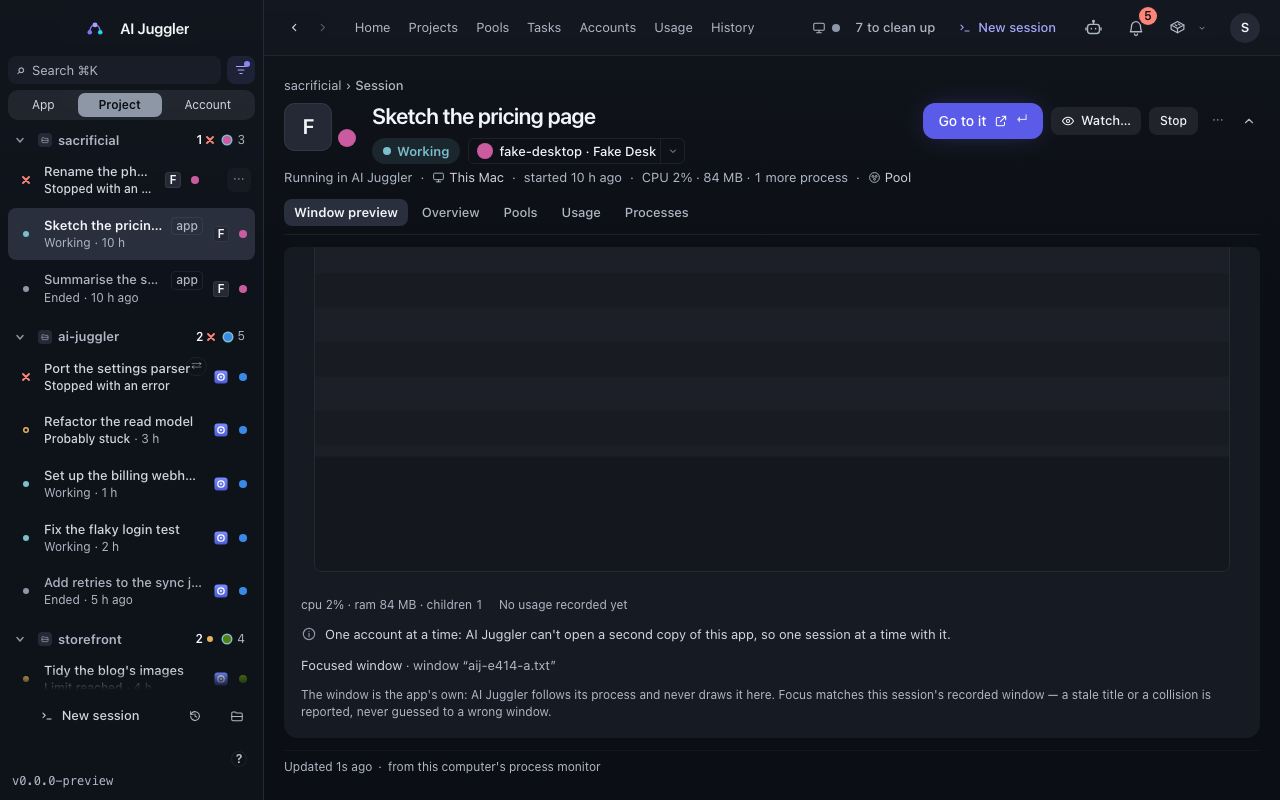 AI Juggler
Search ⌘K
App Project Account
sacrificial 1 3
Rename the ph...
Stopped with an ... F
Sketch the pricin... app
Working · 10 h F
Summarise the s... app
Ended · 10 h ago F
ai-juggler 2 5
Port the settings parser
Stopped with an error
Refactor the read model
Probably stuck · 3 h
Set up the billing webh...
Working · 1 h
Fix the flaky login test
Working · 2 h
Add retries to the sync j...
Ended · 5 h ago
storefront 2 4
Tidy the blog's images
Limit reached · 4 h
New session
?
v0.0.0-preview
Home Projects Pools Tasks Accounts Usage History 7 to clean up New session 5 S
sacrificial › Session
F
Sketch the pricing page
Go to it Watch... Stop ...
Working fake-desktop · Fake Desk
Running in AI Juggler · This Mac · started 10 h ago · CPU 2% · 84 MB · 1 more process · Pool
Window preview Overview Pools Usage Processes
cpu 2% · ram 84 MB · children 1 No usage recorded yet
One account at a time: AI Juggler can't open a second copy of this app, so one session at a time with it.
Focused window · window “aij-e414-a.txt”
The window is the app's own: AI Juggler follows its process and never draws it here. Focus matches this session's recorded window — a stale title or a collision is
reported, never guessed to a wrong window.
Updated 1s ago · from this computer's process monitor